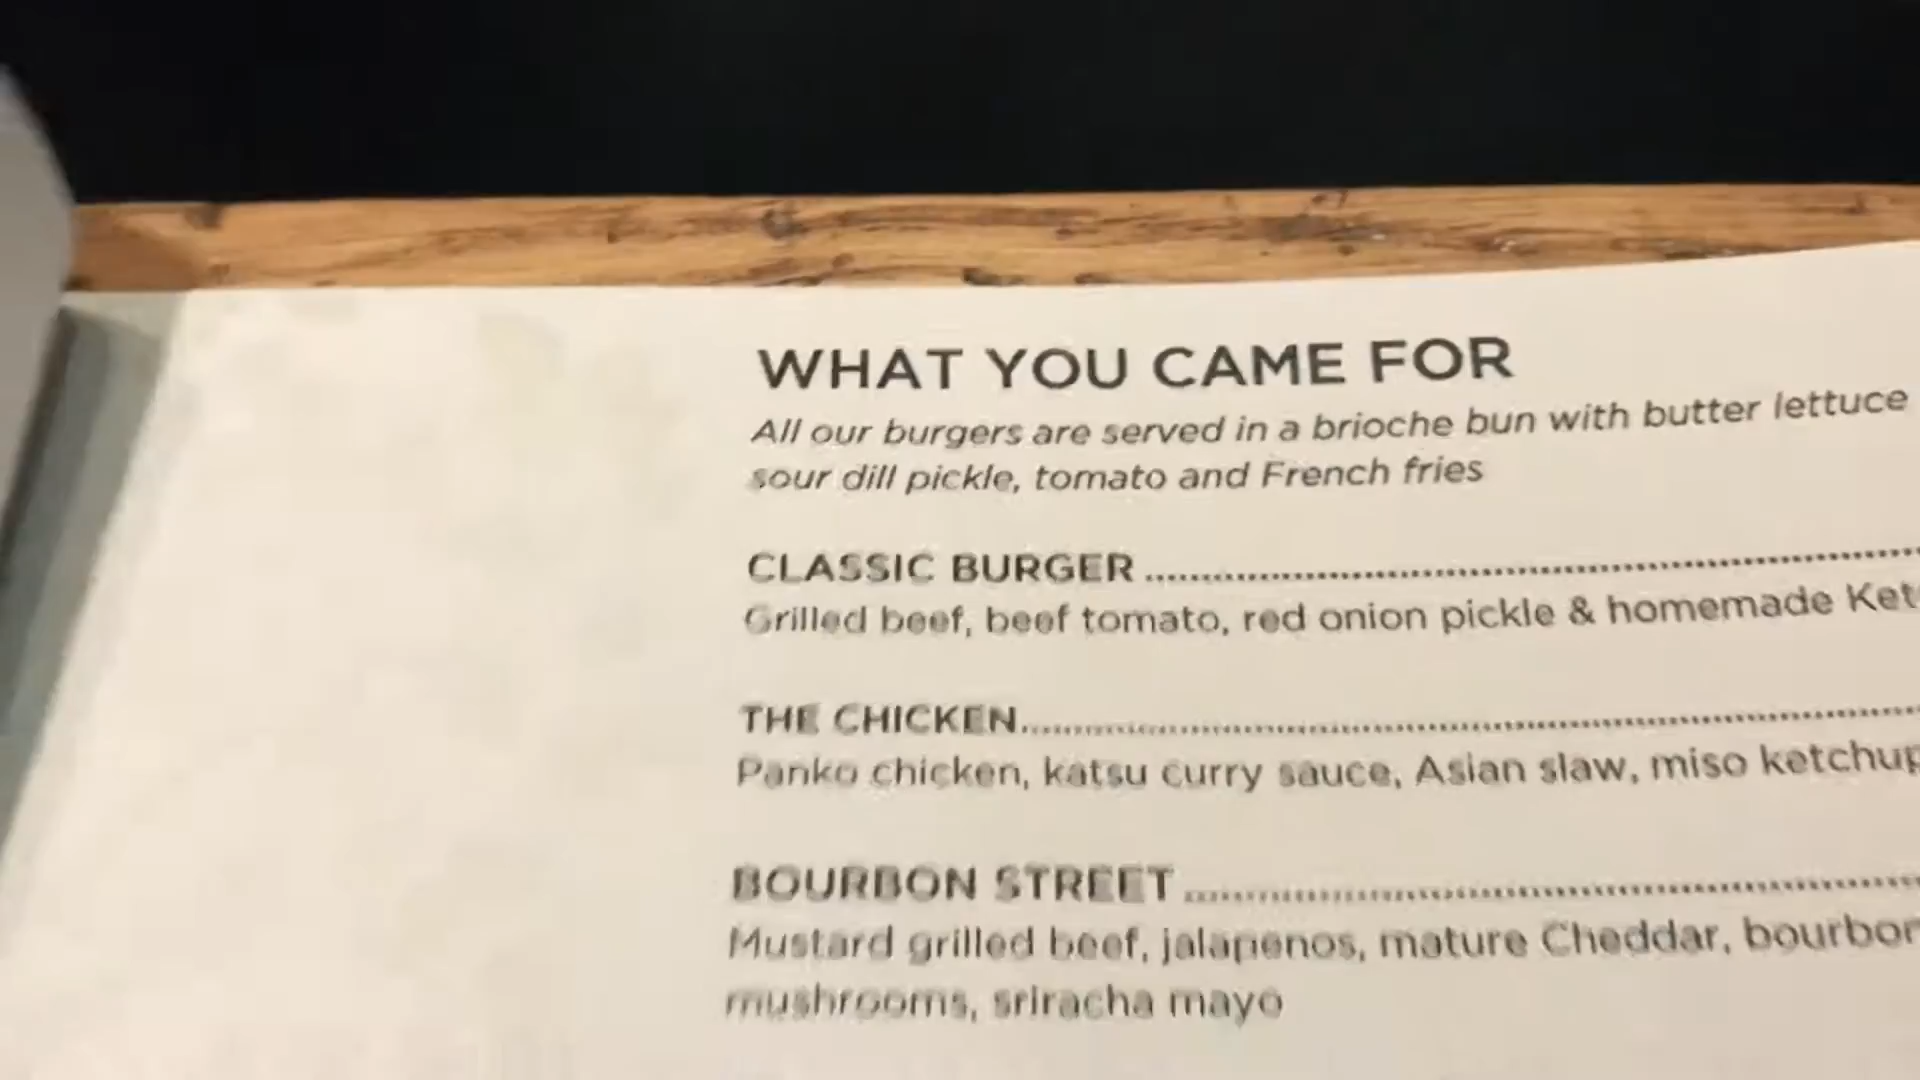 WHAT YOU CAME FOR
All our burgers are served in a brioche bun with butter lettuce
sour dill pickle, tomato and French fries
CLASSIC BURGER
Grilled beef, beef tomato, red onion pickle & homemade
THE CHICKEN
Panko chicken, katsu curry sauce, Asian slaw, miso ketchup
BOURBON STREET
Mustard grilled beef, jalapenos, mature Cheddar, bourbon
mushrooms, sriracha mayo